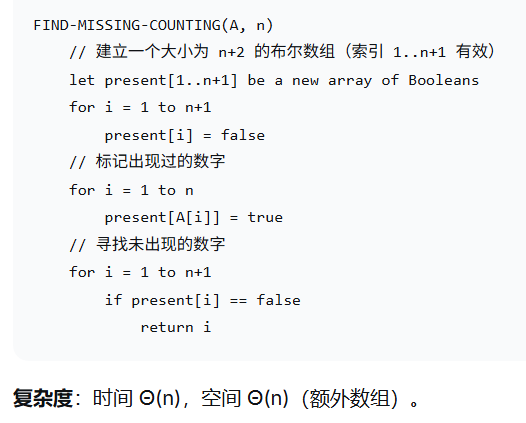 FIND-MISSING-COUNTING(A, n)
    // 建立一个大小为 n+2 的布尔数组（索引 1..n+1 有效）
    let present[1..n+1] be a new array of Booleans
    for i = 1 to n+1
        present[i] = false
    // 标记出现过的数字
    for i = 1 to n
        present[A[i]] = true
    // 寻找未出现的数字
    for i = 1 to n+1
        if present[i] == false
            return i
复杂度：时间 Θ(n)，空间 Θ(n)（额外数组）。